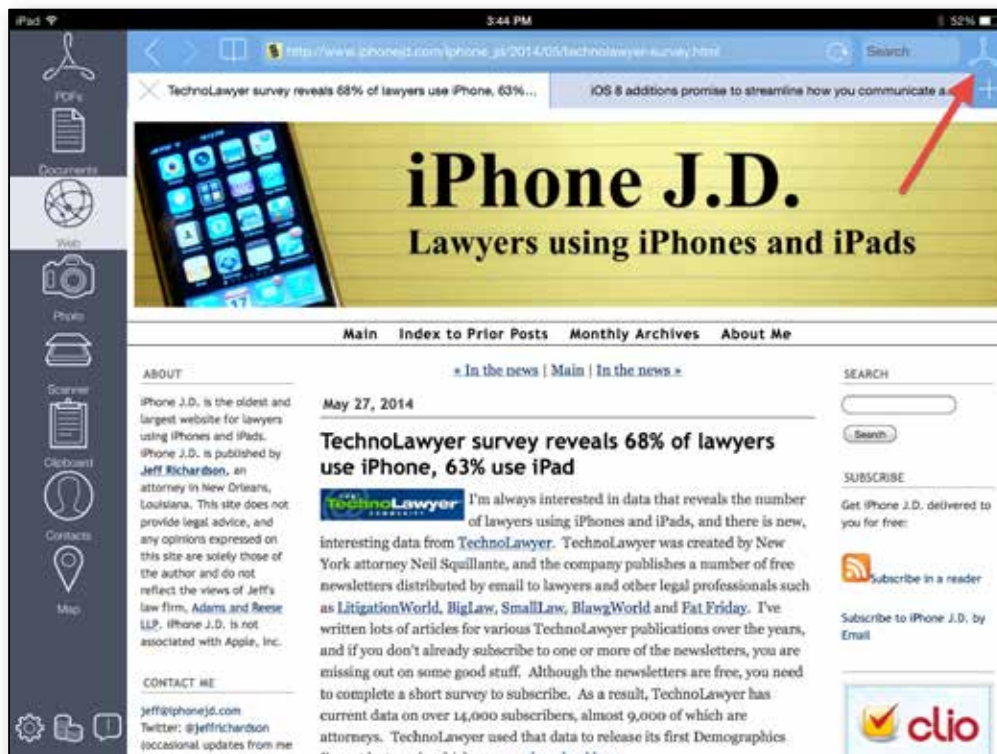 iPad
3:44 PM
52%
PDFs
Documents
Web
Photo
Scanner
Clipboard
Contacts
Map
http://www.iphonejd.com/iphone_jd/2014/05/technolawyer-survey.html
Search
TechnoLawyer survey reveals 68% of lawyers use iPhone, 63%...
iOS 8 additions promise to streamline how you communicate a...
iPhone J.D.
Lawyers using iPhones and iPads
Main Index to Prior Posts Monthly Archives About Me
ABOUT
iPhone J.D. is the oldest and
largest website for lawyers
using iPhones and iPads.
iPhone J.D. is published by
Jeff Richardson, an
attorney in New Orleans,
Louisiana. This site does not
provide legal advice, and
any opinions expressed on
this site are solely those of
the author and do not
reflect the views of Jeff's
law firm, Adams and Reese
LLP. iPhone J.D. is not
associated with Apple, Inc.
CONTACT ME
jeff@iphonejd.com
Twitter: @jeffrichardson
(occasional updates from me
« In the news | Main | In the news »
May 27, 2014
TechnoLawyer survey reveals 68% of lawyers
use iPhone, 63% use iPad
TechnoLawyer
COMMUNITY
I'm always interested in data that reveals the number
of lawyers using iPhones and iPads, and there is new,
interesting data from TechnoLawyer. TechnoLawyer was created by New
York attorney Neil Squillante, and the company publishes a number of free
newsletters distributed by email to lawyers and other legal professionals such
as LitigationWorld, BigLaw, SmallLaw, BlawgWorld and Fat Friday. I've
written lots of articles for various TechnoLawyer publications over the years,
and if you don't already subscribe to one or more of the newsletters, you are
missing out on some good stuff. Although the newsletters are free, you need
to complete a short survey to subscribe. As a result, TechnoLawyer has
current data on over 14,000 subscribers, almost 9,000 of which are
attorneys. TechnoLawyer used that data to release its first Demographics
SEARCH
Search
SUBSCRIBE
Get iPhone J.D. delivered to
you for free:
Subscribe in a reader
Subscribe to iPhone J.D. by
Email
clio